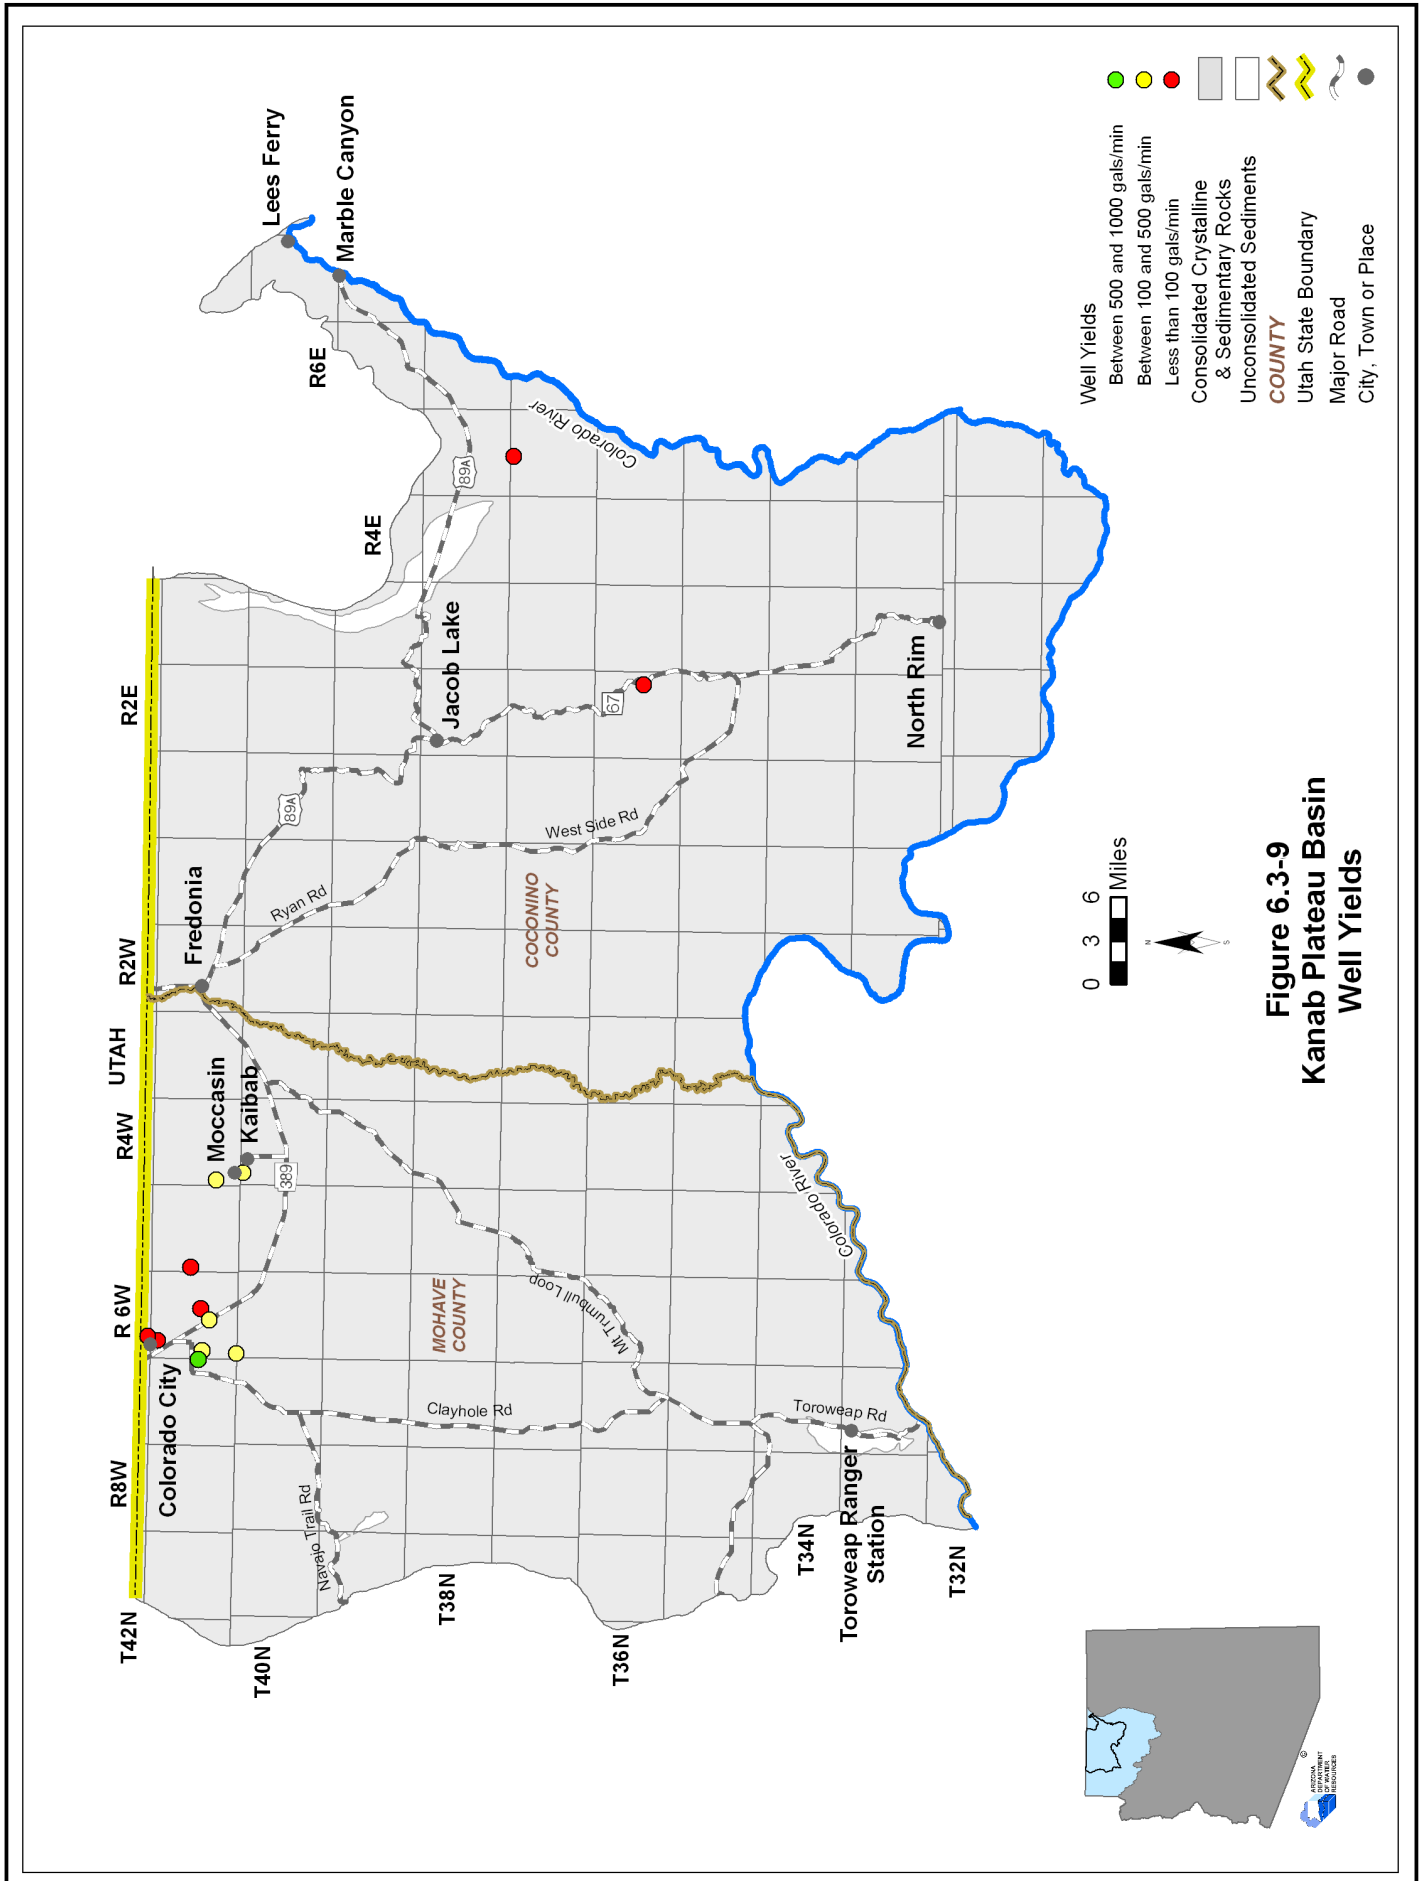 Lees Ferry
Marble Canyon
R6E
R4E
R2E
R2W
UTAH
R4W
R 6W
R8W
T42N
T40N
T38N
T36N
T34N
T32N
Colorado River
89A
Jacob Lake
67
North Rim
89A
West Side Rd
Ryan Rd
Fredonia
COCONINO
COUNTY
Moccasin
Kaibab
389
Colorado River
MOHAVE
COUNTY
Mt Trumbull Loop
Colorado City
Clayhole Rd
Toroweap Rd
Navajo Trail Rd
Toroweap Ranger
Station
Well Yields
Between 500 and 1000 gals/min
Between 100 and 500 gals/min
Less than 100 gals/min
Consolidated Crystalline
& Sedimentary Rocks
Unconsolidated Sediments
COUNTY
Utah State Boundary
Major Road
City, Town or Place
0 3 6
Miles
N
S
Figure 6.3-9
Kanab Plateau Basin
Well Yields
©
ARIZONA
DEPARTMENT
OF WATER
RESOURCES